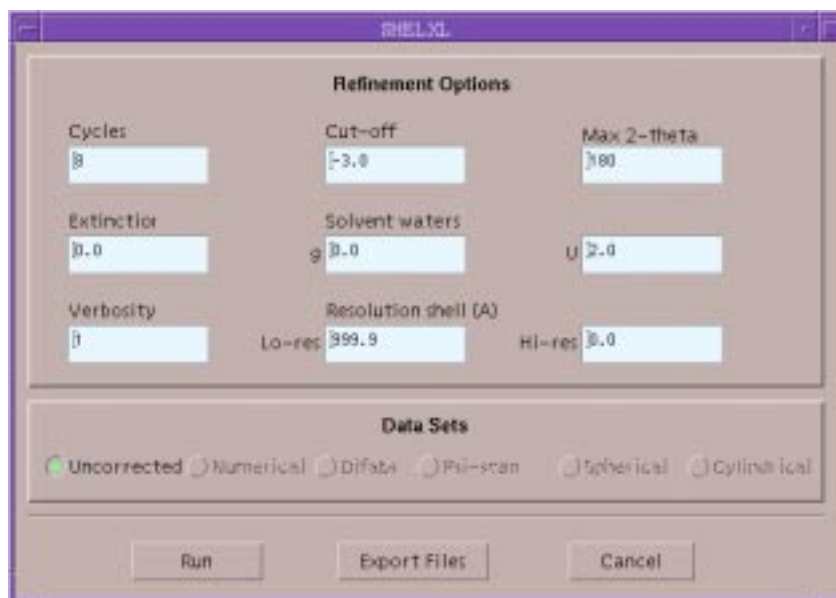 SHELXL
Refinement Options
Cycles Cut-off Max 2-theta
8 -3.0 180
Extinction Solvent waters
0.0 g 0.0 U 2.0
Verbosity Resolution shell (A)
1 Lo-res 999.9 Hi-res 0.0
Data Sets
Uncorrected Numerical Difabs Psi-scan Spherical Cylindrical
Run Export Files Cancel